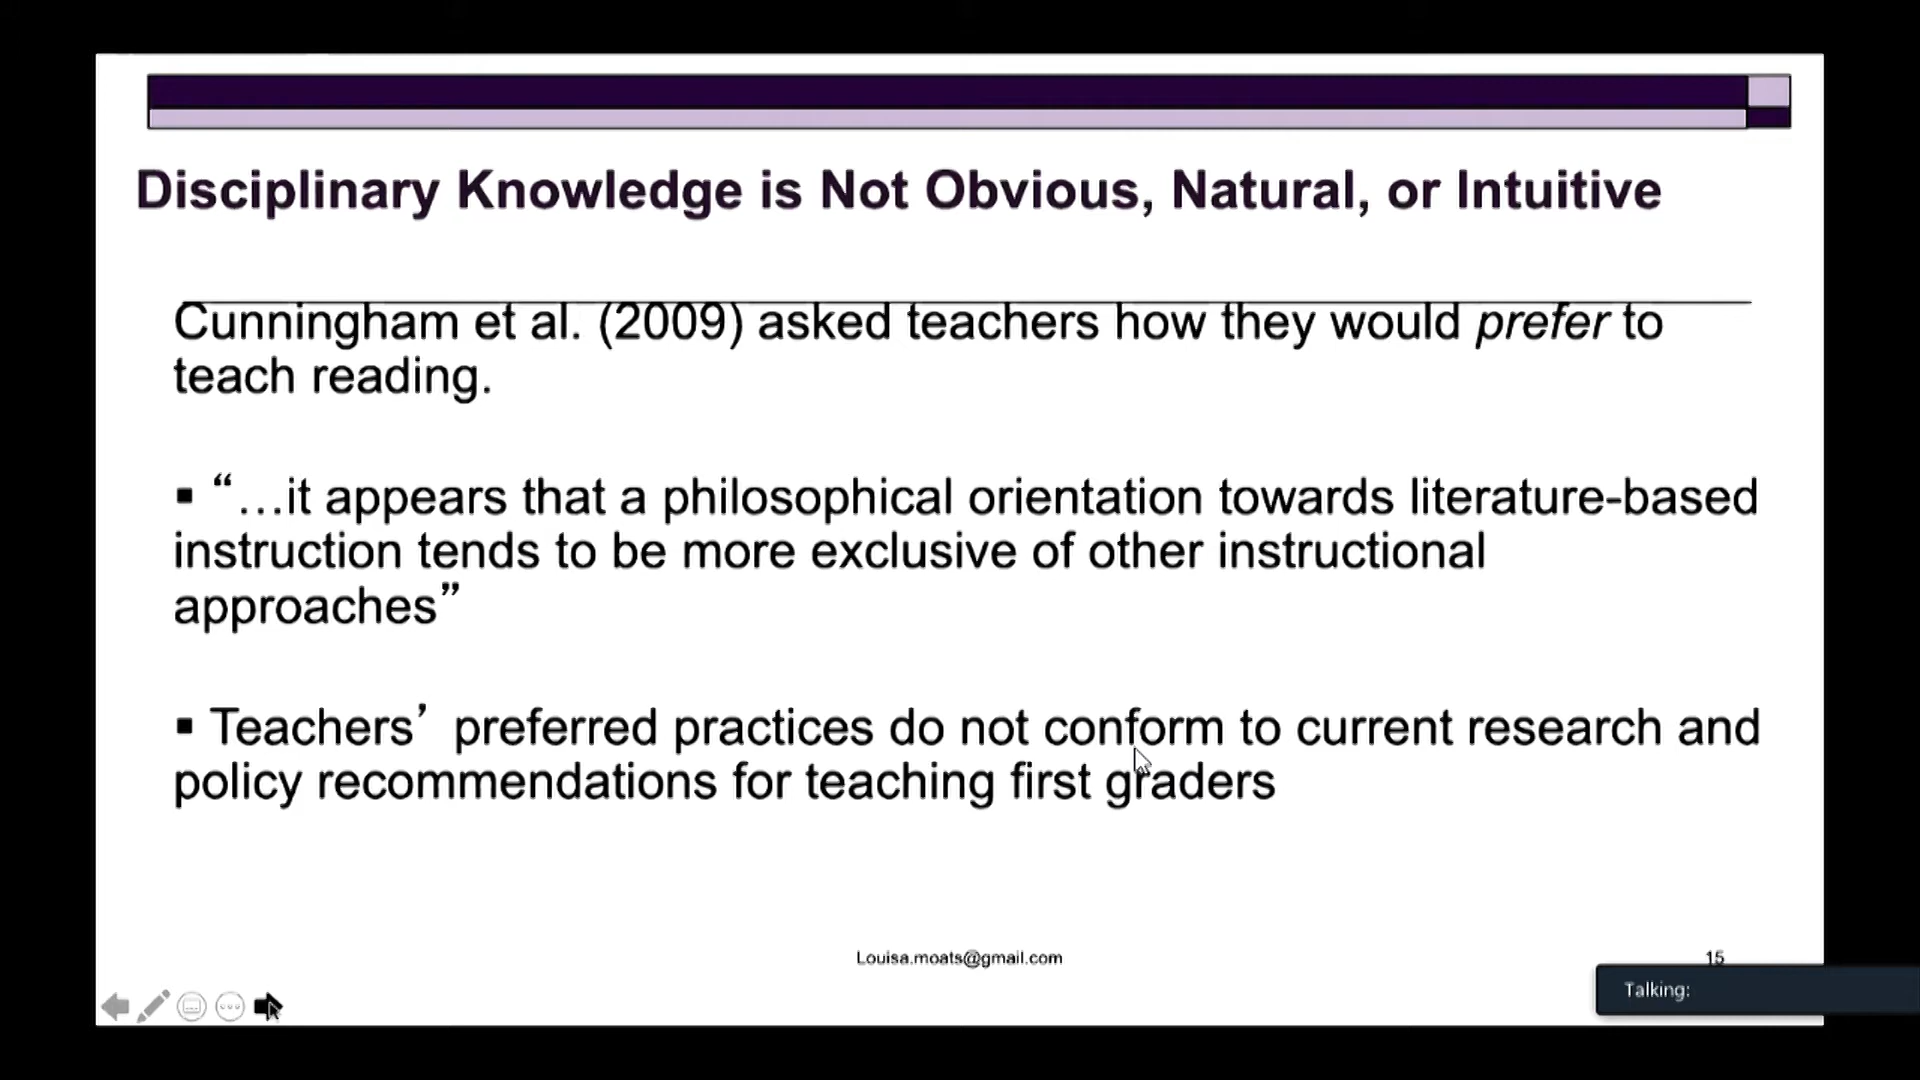 Disciplinary Knowledge is Not Obvious, Natural, or Intuitive
Cunningham et al. (2009) asked teachers how they would prefer to
teach reading.
▪ “…it appears that a philosophical orientation towards literature-based
instruction tends to be more exclusive of other instructional
approaches”
▪ Teachers’ preferred practices do not conform to current research and
policy recommendations for teaching first graders
Louisa.moats@gmail.com
15
Talking: